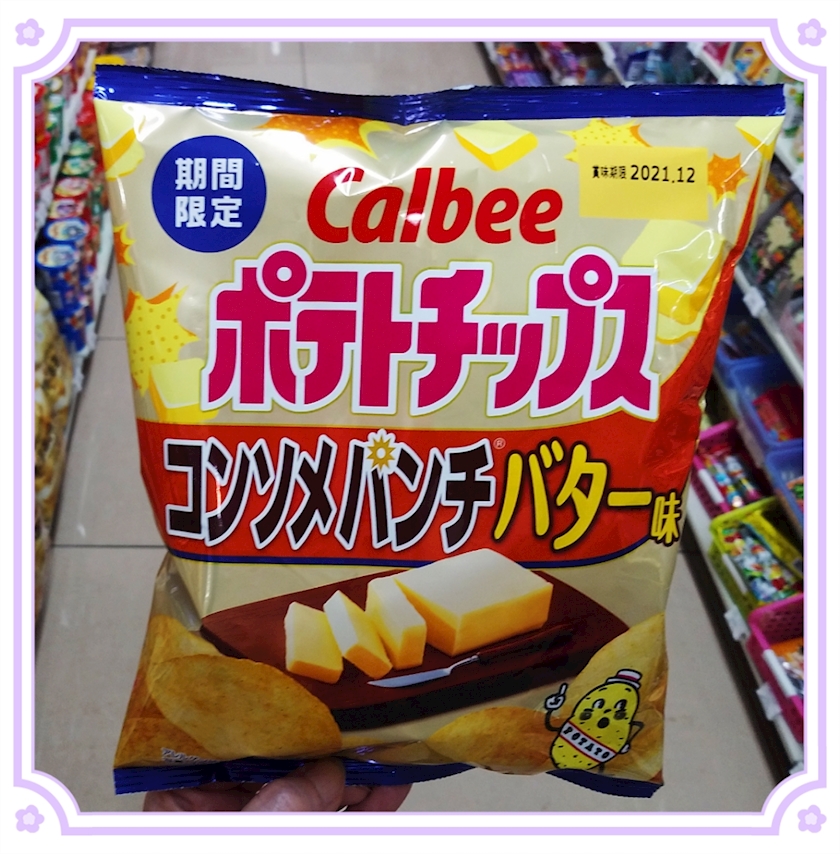 期間
限定
Calbee
賞味期限 2021.12
ポテトチップス
コンソメパンチ®バター味
POTATO